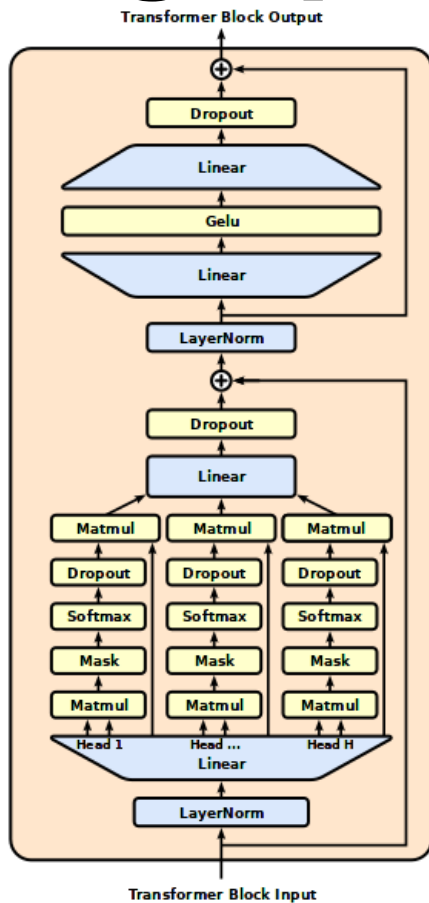 Transformer Block Output
Dropout
Linear
Gelu
Linear
LayerNorm
Dropout
Linear
Matmul Matmul Matmul
Dropout Dropout Dropout
Softmax Softmax Softmax
Mask Mask Mask
Matmul Matmul Matmul
Head 1 Head ... Head H
Linear
LayerNorm
Transformer Block Input